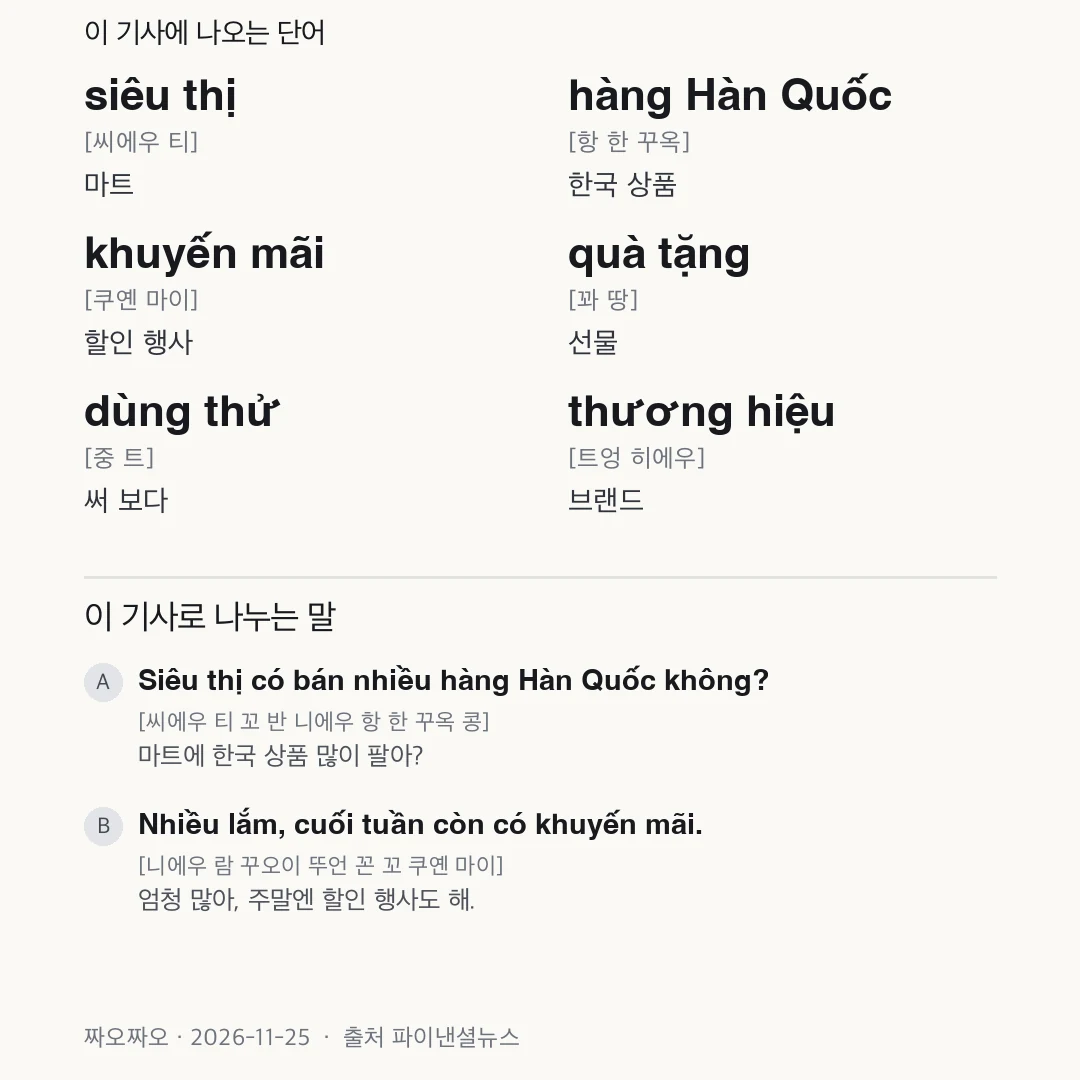 이 기사에 나오는 단어
siêu thị
[씨에우 티]
마트
hàng Hàn Quốc
[항 한 꾸옥]
한국 상품
khuyến mãi
[쿠옌 마이]
할인 행사
quà tặng
[꽈 땅]
선물
dùng thử
[중 트]
써 보다
thương hiệu
[트엉 히에우]
브랜드
이 기사로 나누는 말
A Siêu thị có bán nhiều hàng Hàn Quốc không?
[씨에우 티 꼬 반 니에우 항 한 꾸옥 콩]
마트에 한국 상품 많이 팔아?
B Nhiều lắm, cuối tuần còn có khuyến mãi.
[니에우 람 꾸오이 뚜언 꼰 꼬 쿠옌 마이]
엄청 많아, 주말엔 할인 행사도 해.
짜오짜오 · 2026-11-25 · 출처 파이낸셜뉴스